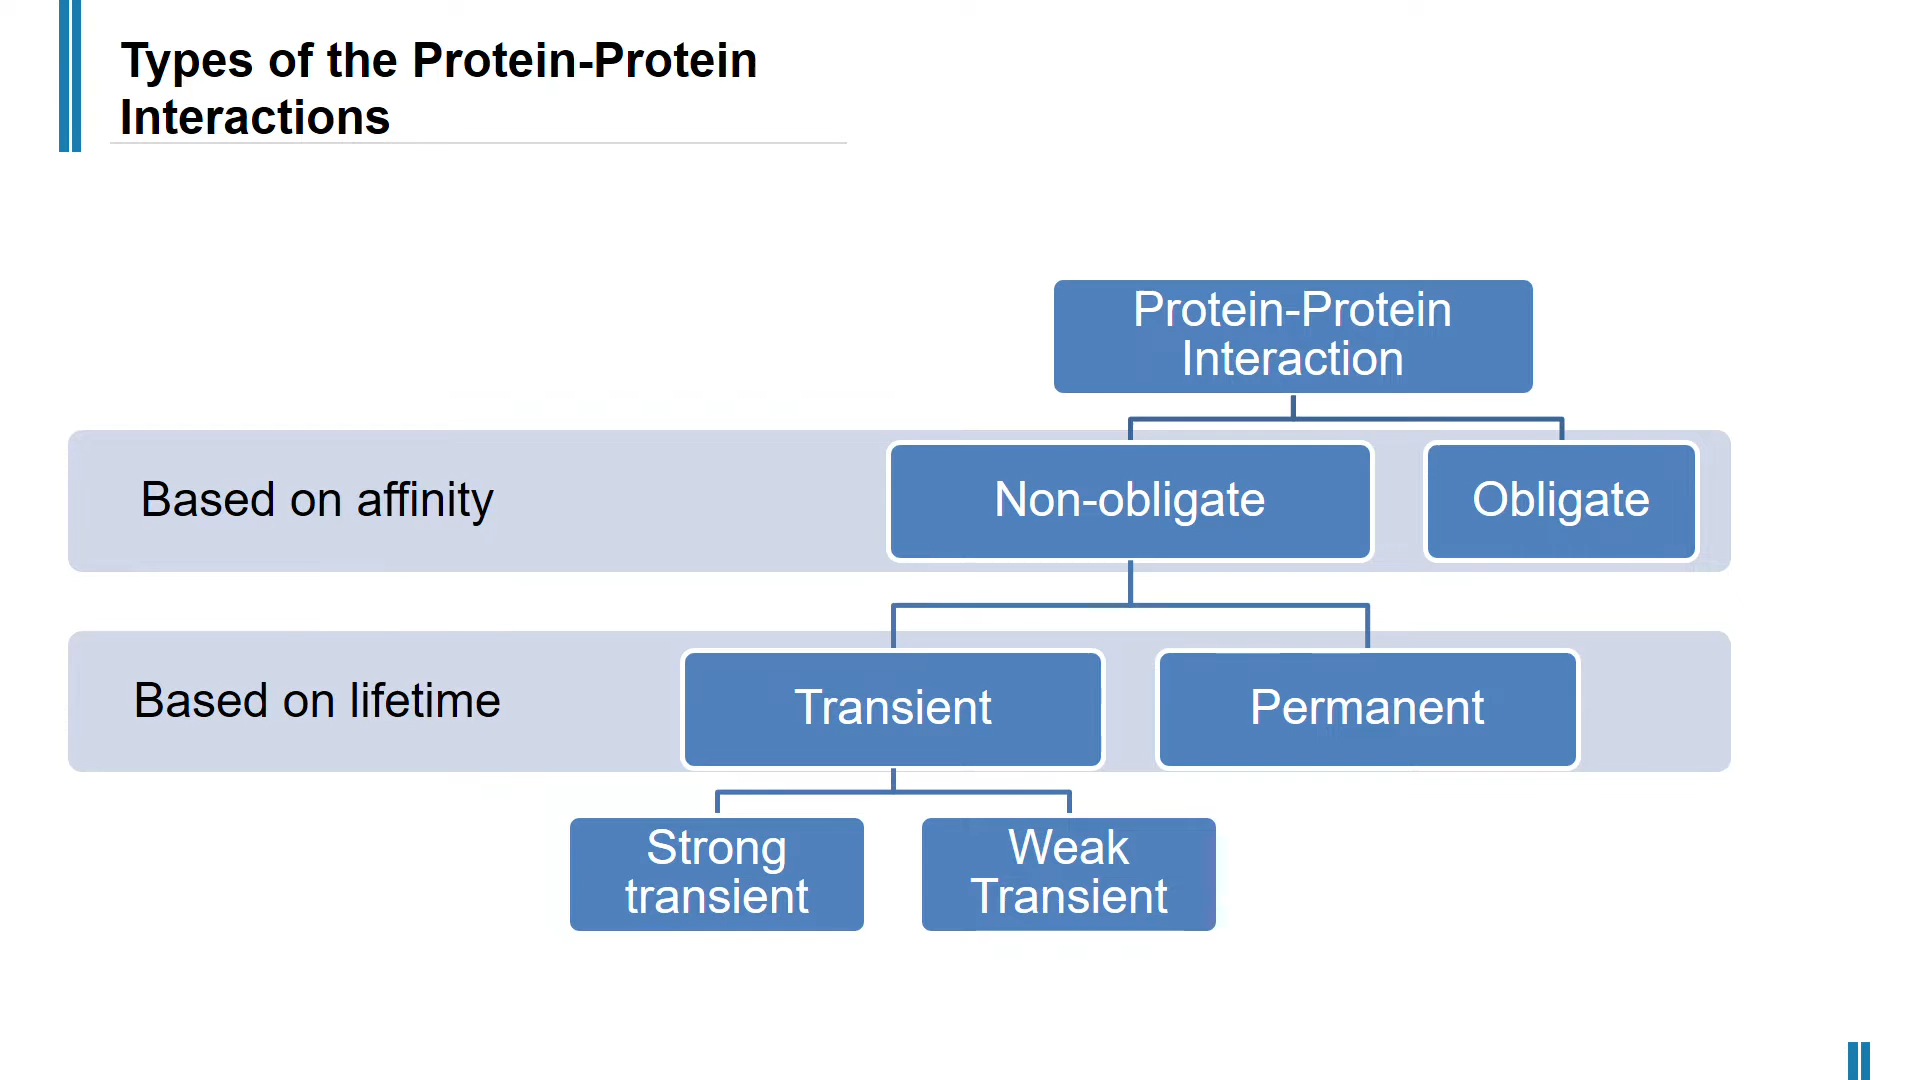 Types of the Protein-Protein
Interactions
Protein-Protein
Interaction
Based on affinity
Non-obligate
Obligate
Based on lifetime
Transient
Permanent
Strong
transient
Weak
Transient